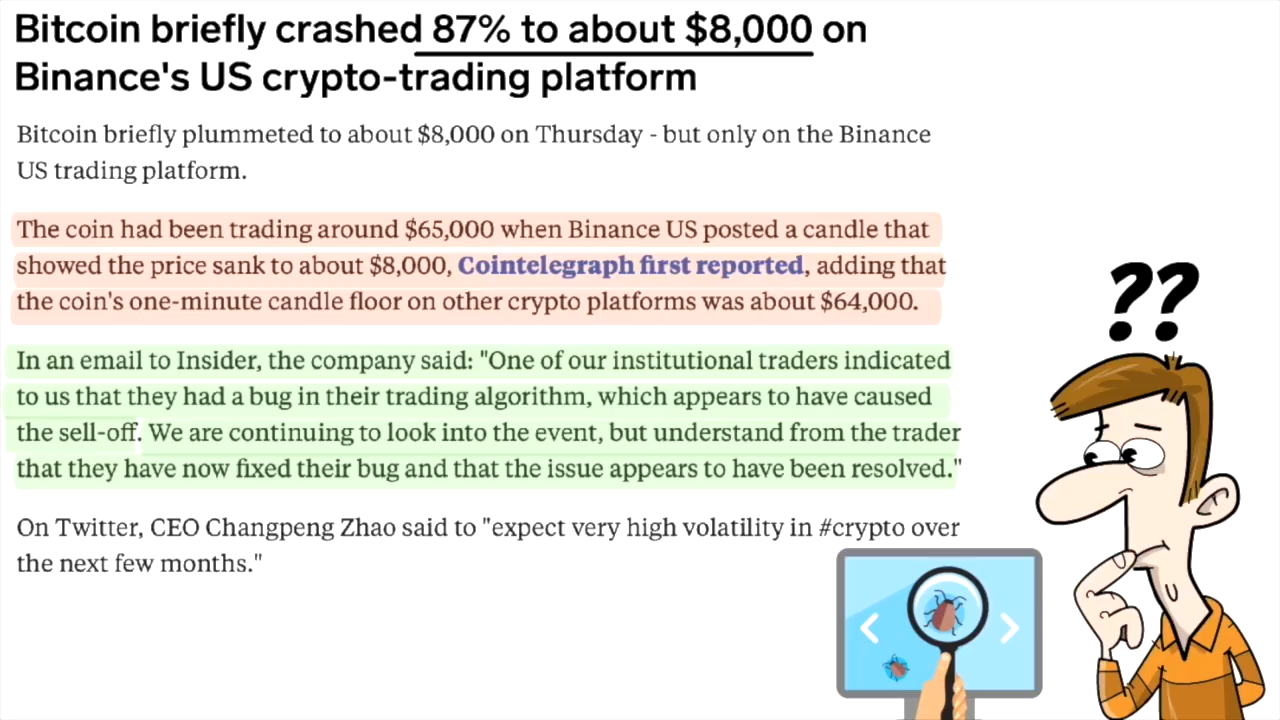 Bitcoin briefly crashed 87% to about $8,000 on
Binance's US crypto-trading platform
Bitcoin briefly plummeted to about $8,000 on Thursday - but only on the Binance
US trading platform.
The coin had been trading around $65,000 when Binance US posted a candle that
showed the price sank to about $8,000, Cointelegraph first reported, adding that
the coin's one-minute candle floor on other crypto platforms was about $64,000.
In an email to Insider, the company said: "One of our institutional traders indicated
to us that they had a bug in their trading algorithm, which appears to have caused
the sell-off. We are continuing to look into the event, but understand from the trader
that they have now fixed their bug and that the issue appears to have been resolved."
On Twitter, CEO Changpeng Zhao said to "expect very high volatility in #crypto over
the next few months."
??